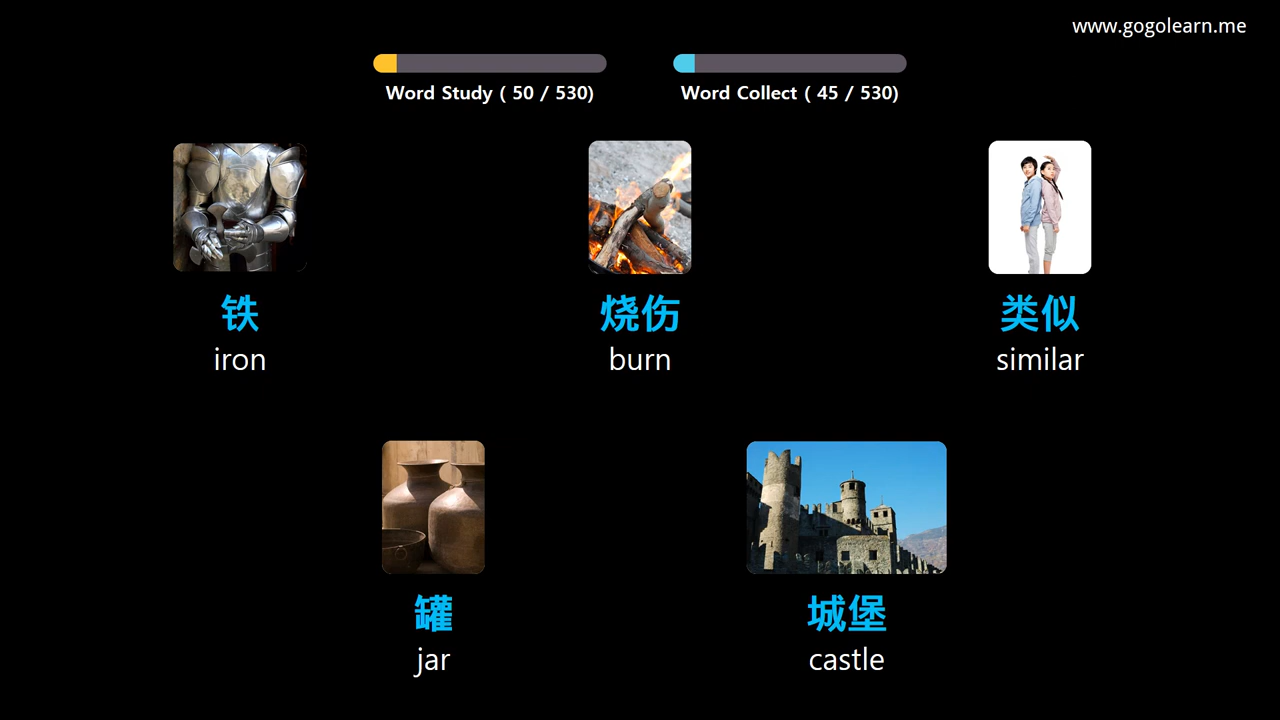 www.gogolearn.me
Word Study ( 50 / 530)
Word Collect ( 45 / 530)
铁
iron
烧伤
burn
类似
similar
罐
jar
城堡
castle